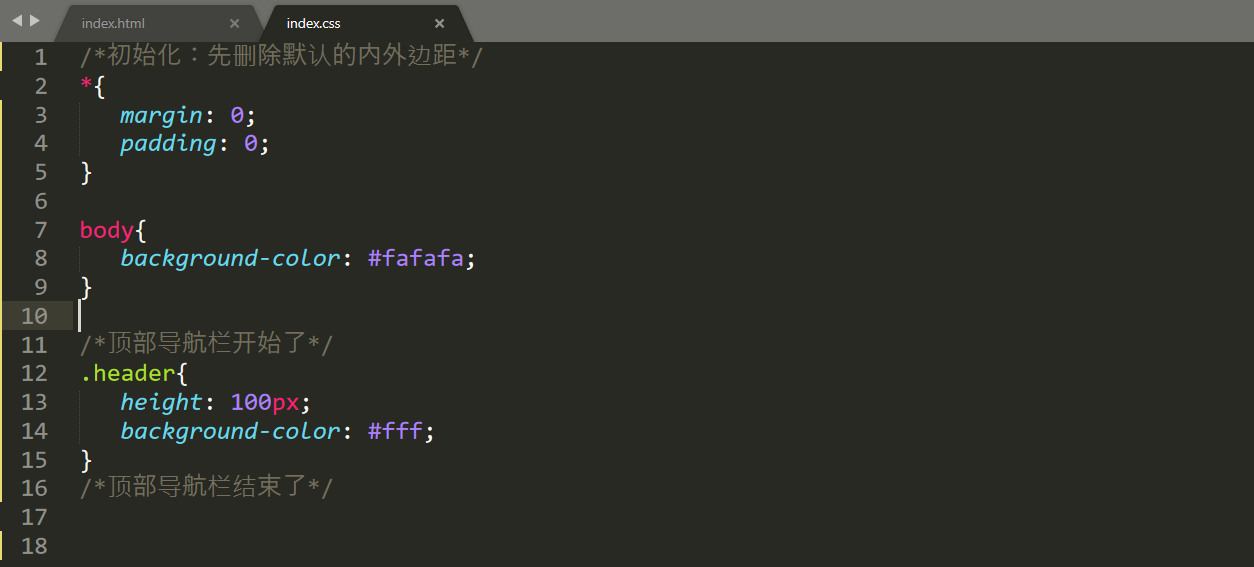 index.html × index.css ×
1 /*初始化：先删除默认的内外边距*/
2 *{
3 margin: 0;
4 padding: 0;
5 }
6
7 body{
8 background-color: #fafafa;
9 }
10
11 /*顶部导航栏开始了*/
12 .header{
13 height: 100px;
14 background-color: #fff;
15 }
16 /*顶部导航栏结束了*/
17
18